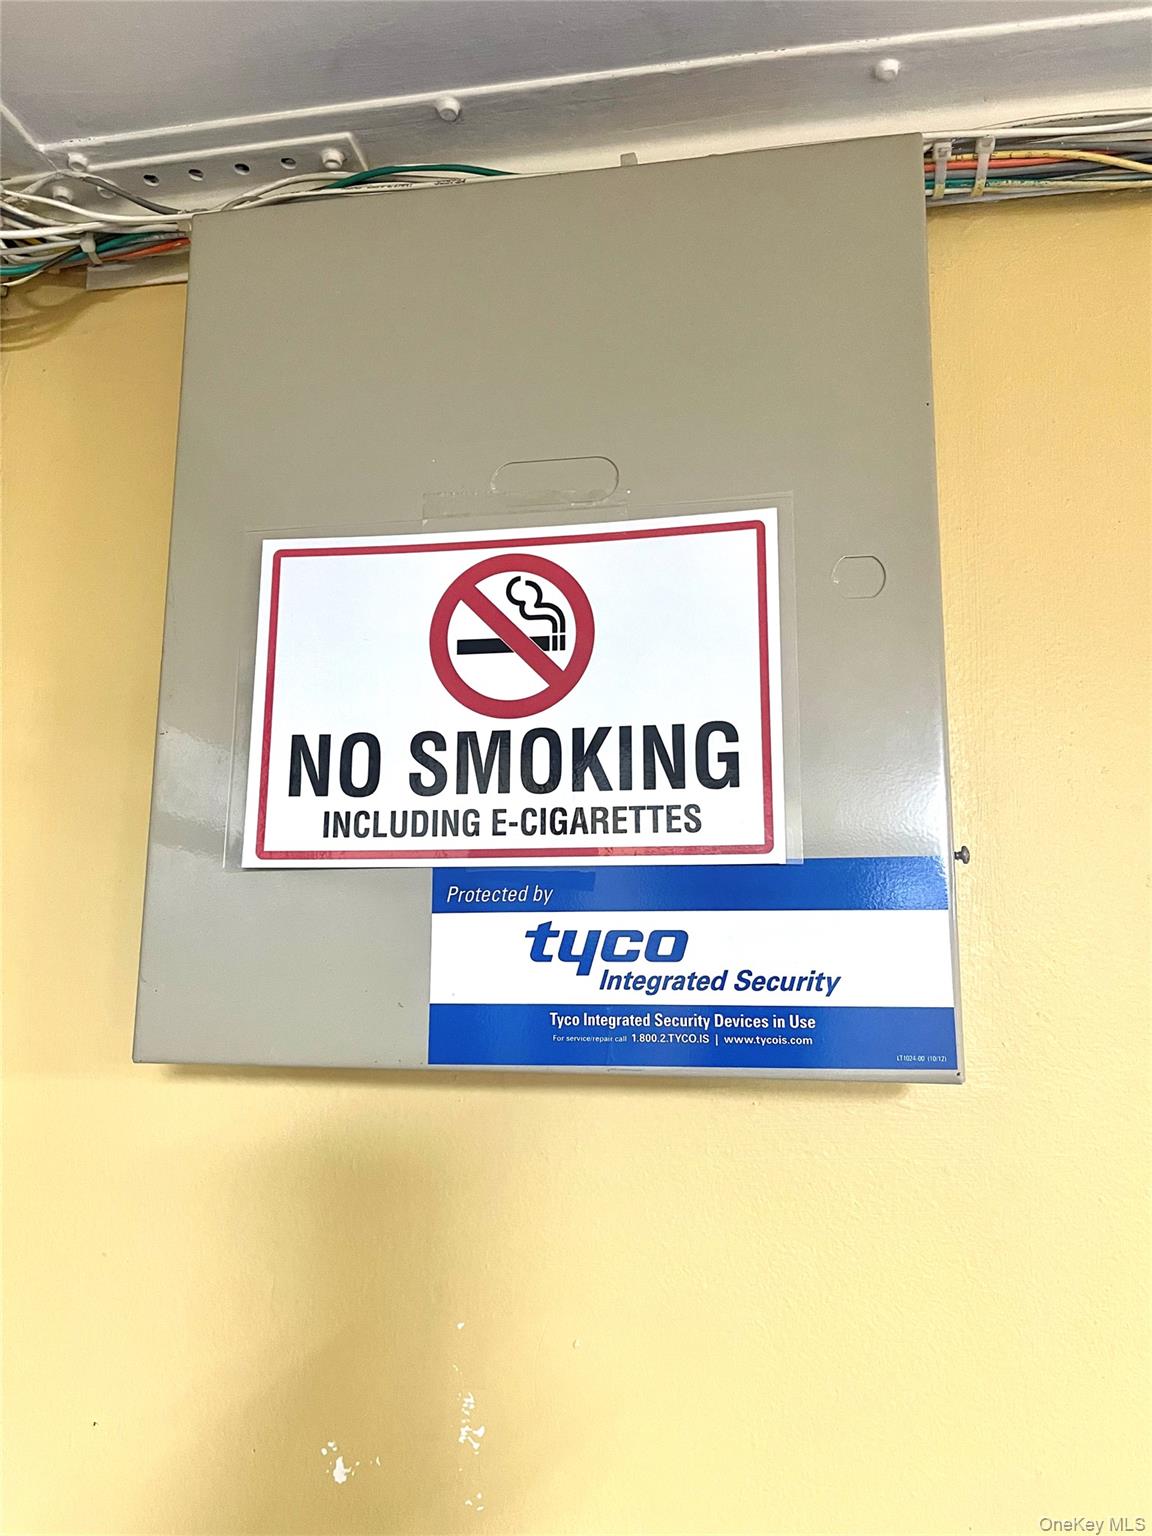 NO SMOKING
INCLUDING E-CIGARETTES
Protected by
tyco
Integrated Security
Tyco Integrated Security Devices in Use
For service/repair call 1.800.2.TYCO.IS | www.tycois.com
LT1024-00 (10/12)
OneKey MLS